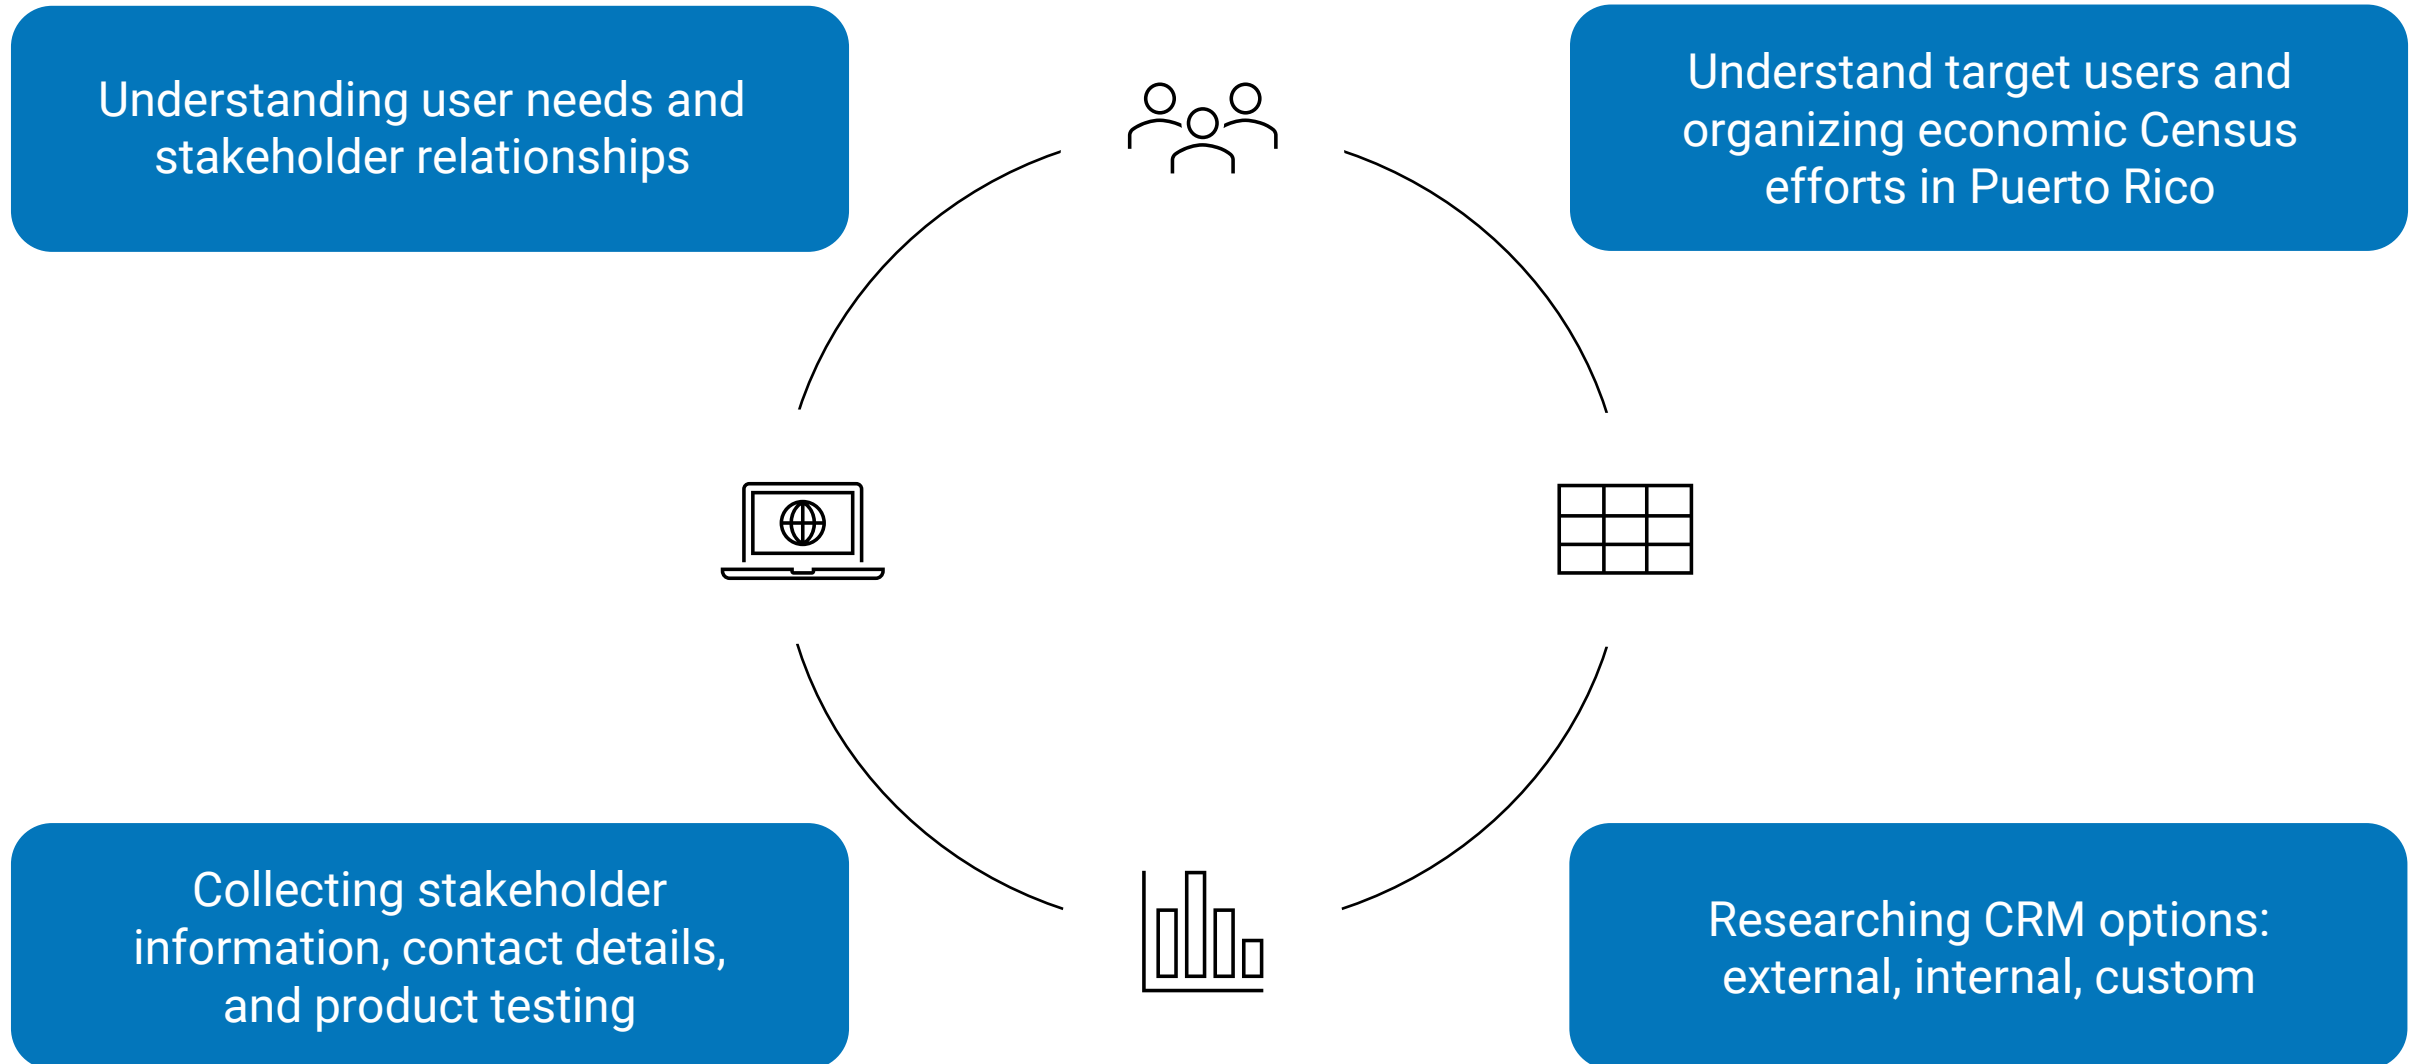 Understanding user needs and
stakeholder relationships
Understand target users and
organizing economic Census
efforts in Puerto Rico
Collecting stakeholder
information, contact details,
and product testing
Researching CRM options:
external, internal, custom